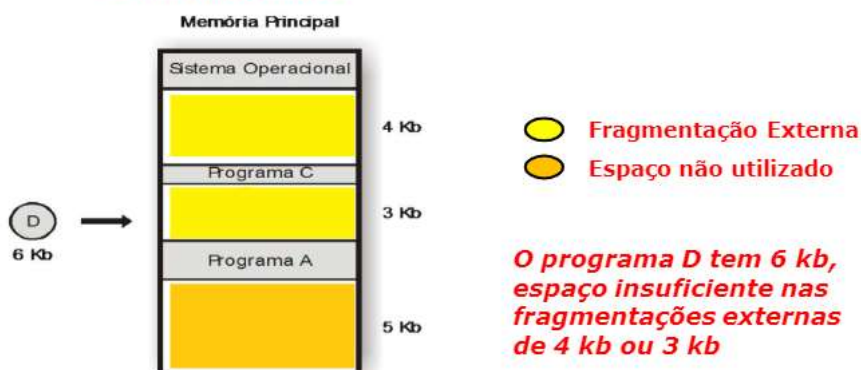 Memória Principal
Sistema Operacional
4 Kb
Programa C
3 Kb
D
6 Kb
Programa A
5 Kb
Fragmentação Externa
Espaço não utilizado
O programa D tem 6 kb,
espaço insuficiente nas
fragmentações externas
de 4 kb ou 3 kb